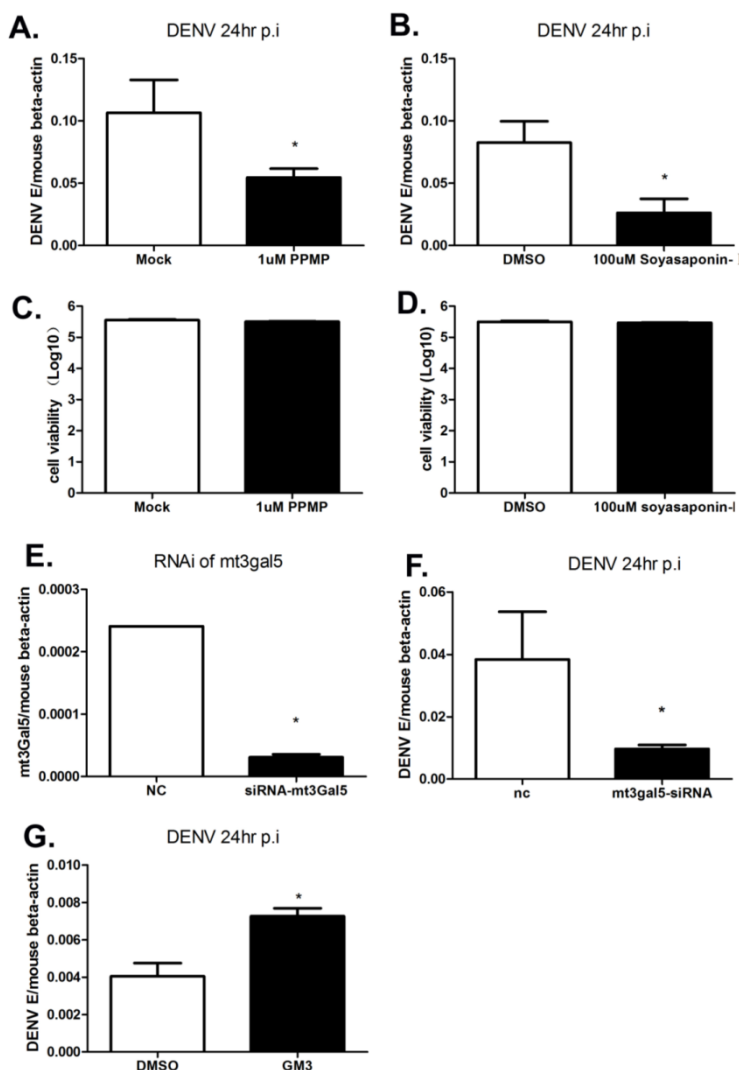 A.
DENV 24hr p.i
DENV E/mouse beta-actin
0.15
0.10
0.05
0.00
*
Mock
1uM PPMP
B.
DENV 24hr p.i
DENV E/mouse beta-actin
0.15
0.10
0.05
0.00
*
DMSO
100uM Soyasaponin-
C.
cell viability （Log10）
6
5
4
3
2
1
0
Mock
1uM PPMP
D.
cell viability (Log10)
6
5
4
3
2
1
0
DMSO
100uM soyasaponin-I
E.
RNAi of mt3gal5
mt3Gal5/mouse beta-actin
0.0003
0.0002
0.0001
0.0000
*
NC
siRNA-mt3Gal5
F.
DENV 24hr p.i
DENV E/mouse beta-actin
0.06
0.04
0.02
0.00
*
nc
mt3gal5-siRNA
G.
DENV 24hr p.i
DENV E/mouse beta-actin
0.010
0.008
0.006
0.004
0.002
0.000
*
DMSO
GM3